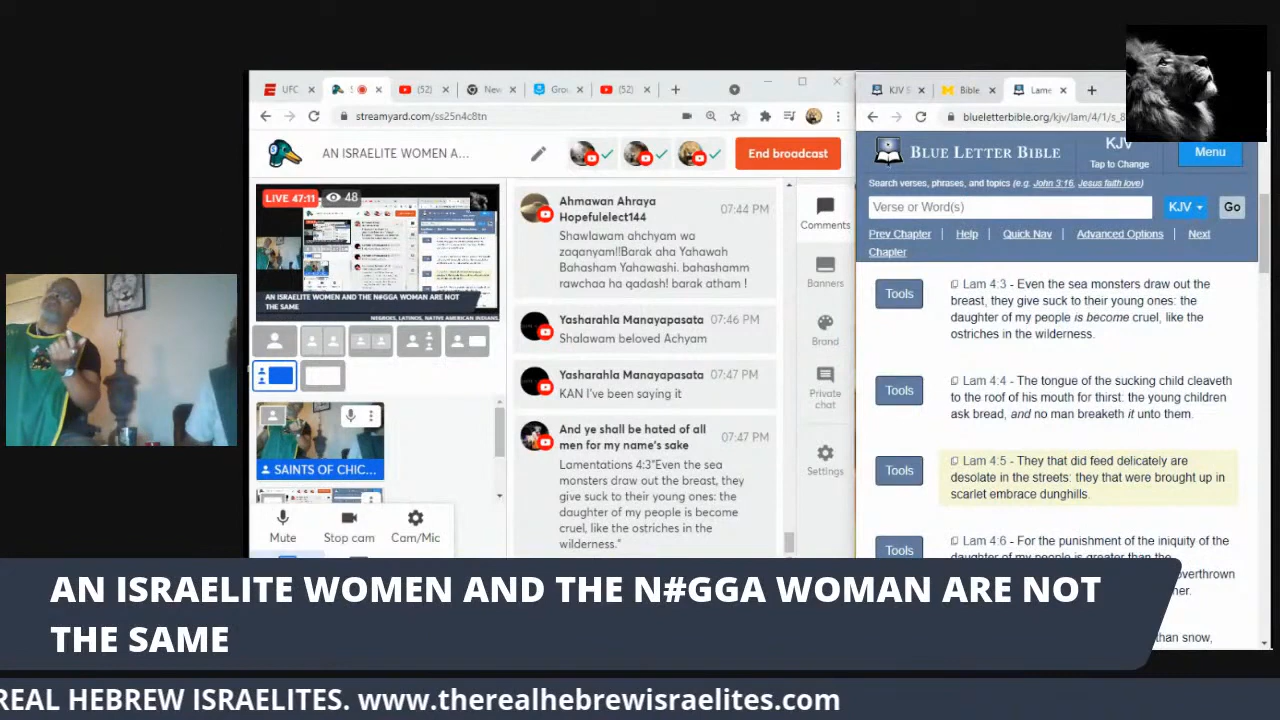 UFC
S
(52)
New
Grou
(52)
streamyard.com/ss25n4c8tn
AN ISRAELITE WOMEN A...
End broadcast
LIVE 47:11
48
AN ISRAELITE WOMEN AND THE N#GGA WOMAN ARE NOT
THE SAME
NEGROES, LATINOS, NATIVE AMERICAN INDIANS
SAINTS OF CHIC...
Mute
Stop cam
Cam/Mic
Ahmawan Ahraya
Hopefulelect144
07:44 PM
Shawlawam ahchyam wa
zaqanyam!!Barak aha Yahawah
Bahasham Yahawashi. bahashamm
rawchaa ha qadash! barak atham !
Yasharahla Manayapasata
07:46 PM
Shalawam beloved Achyam
Yasharahla Manayapasata
07:47 PM
KAN I've been saying it
And ye shall be hated of all
men for my name's sake
07:47 PM
Lamentations 4:3"Even the sea
monsters draw out the breast, they
give suck to their young ones: the
daughter of my people is become
cruel, like the ostriches in the
wilderness."
Comments
Banners
Brand
Private
chat
Settings
KJV S
Bible
Lame
blueletterbible.org/kjv/lam/4/1/s_8
BLUE LETTER BIBLE
KJV
Tap to Change
Menu
Search verses, phrases, and topics (e.g. John 3:16, Jesus faith love)
Verse or Word(s)
KJV
Go
Prev Chapter | Help | Quick Nav | Advanced Options | Next
Chapter
Tools
Lam 4:3 - Even the sea monsters draw out the
breast, they give suck to their young ones: the
daughter of my people is become cruel, like the
ostriches in the wilderness.
Tools
Lam 4:4 - The tongue of the sucking child cleaveth
to the roof of his mouth for thirst: the young children
ask bread, and no man breaketh it unto them.
Tools
Lam 4:5 - They that did feed delicately are
desolate in the streets: they that were brought up in
scarlet embrace dunghills.
Tools
Lam 4:6 - For the punishment of the iniquity of the
daughter of my people is greater than the
overthrown
her.
than snow,
AN ISRAELITE WOMEN AND THE N#GGA WOMAN ARE NOT
THE SAME
REAL HEBREW ISRAELITES. www.therealhebrewisraelites.com